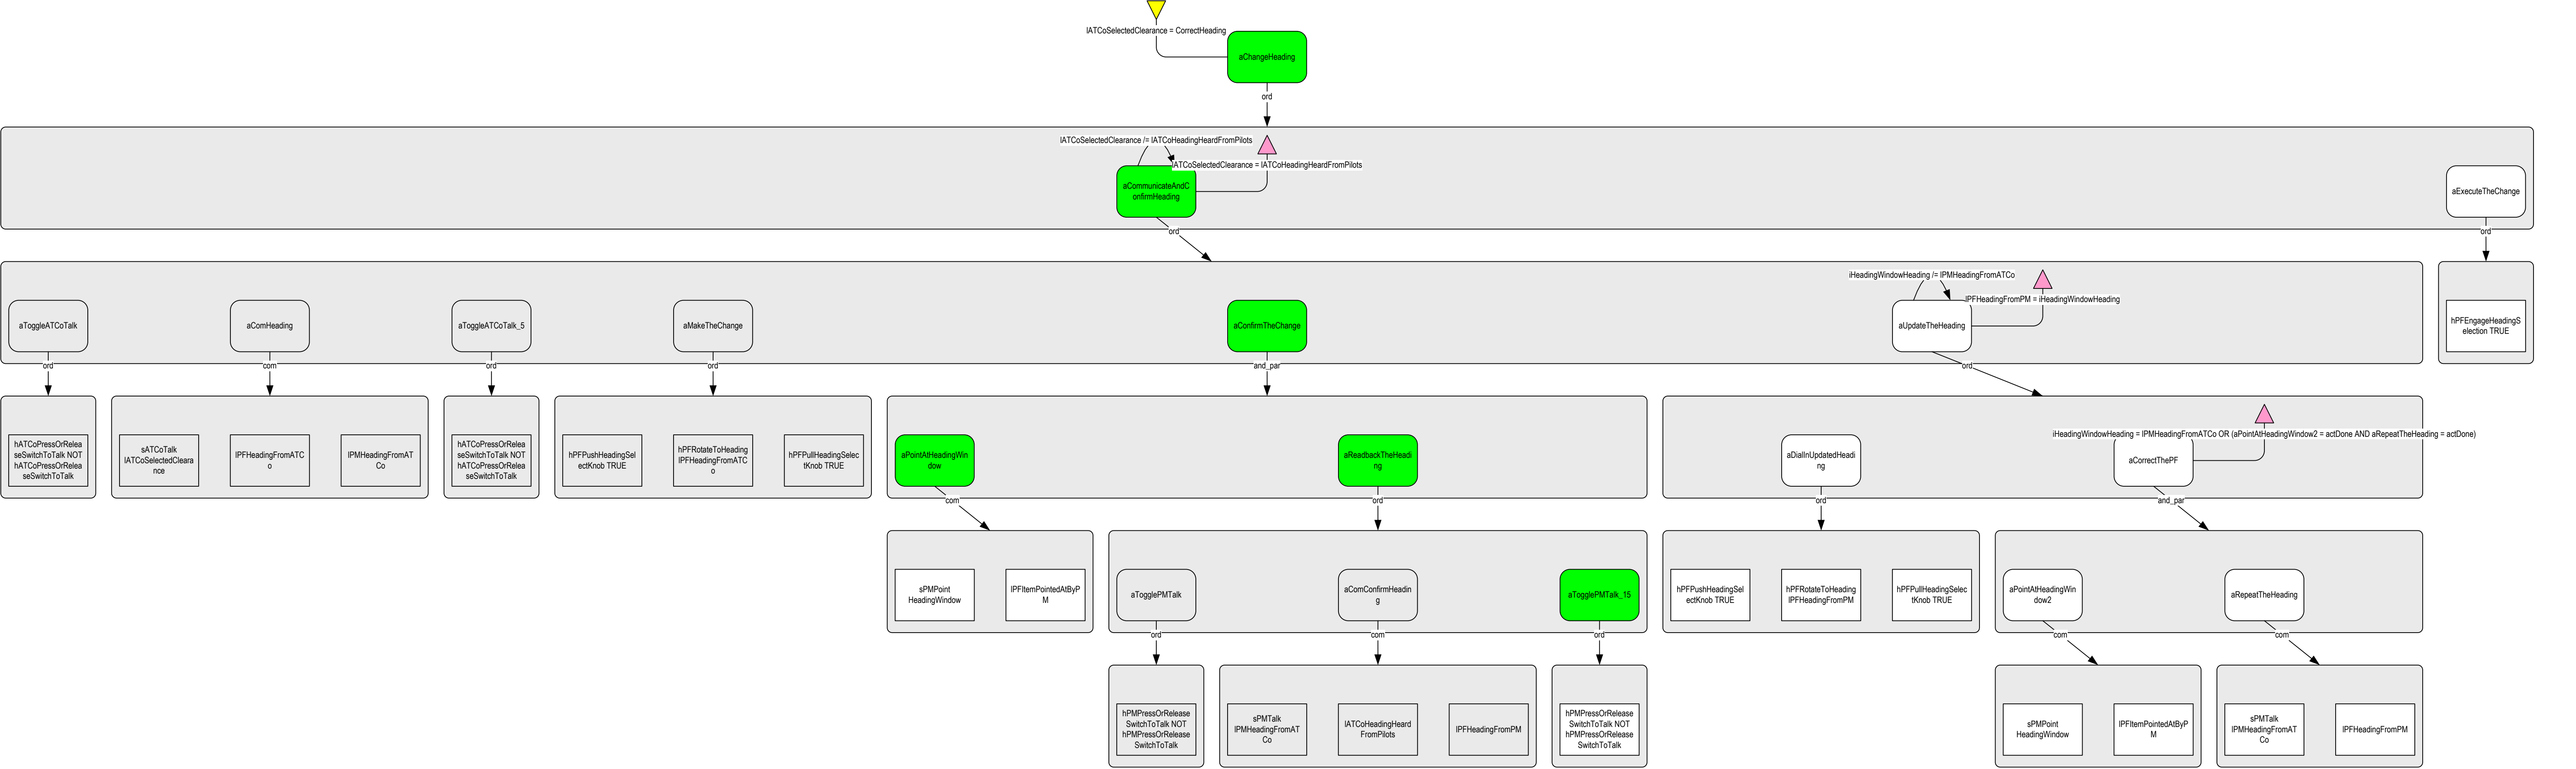 lATCoSelectedClearance = CorrectHeading
aChangeHeading
ord
lATCoSelectedClearance /= lATCoHeadingHeardFromPilots
lATCoSelectedClearance = lATCoHeadingHeardFromPilots
aCommunicateAndC
onfirmHeading
aExecuteTheChange
ord
ord
iHeadingWindowHeading /= lPMHeadingFromATCo
lPFHeadingFromPM = iHeadingWindowHeading
aToggleATCoTalk
aComHeading
aToggleATCoTalk_5
aMakeTheChange
aConfirmTheChange
aUpdateTheHeading
hPFEngageHeadingS
election TRUE
ord
com
ord
ord
and_par
ord
hATCoPressOrRelea
seSwitchToTalk NOT
hATCoPressOrRelea
seSwitchToTalk
sATCoTalk
lATCoSelectedCleara
nce
lPFHeadingFromATC
o
lPMHeadingFromAT
Co
hATCoPressOrRelea
seSwitchToTalk NOT
hATCoPressOrRelea
seSwitchToTalk
hPFPushHeadingSel
ectKnob TRUE
hPFRotateToHeading
lPFHeadingFromATC
o
hPFPullHeadingSelec
tKnob TRUE
aPointAtHeadingWin
dow
aReadbackTheHeadi
ng
aDialInUpdatedHeadi
ng
iHeadingWindowHeading = lPMHeadingFromATCo OR (aPointAtHeadingWindow2 = actDone AND aRepeatTheHeading = actDone)
aCorrectThePF
com
ord
ord
and_par
sPMPoint
HeadingWindow
lPFItemPointedAtByP
M
aTogglePMTalk
aComConfirmHeadin
g
aTogglePMTalk_15
hPFPushHeadingSel
ectKnob TRUE
hPFRotateToHeading
lPFHeadingFromPM
hPFPullHeadingSelec
tKnob TRUE
aPointAtHeadingWin
dow2
aRepeatTheHeading
ord
com
ord
com
com
hPMPressOrRelease
SwitchToTalk NOT
hPMPressOrRelease
SwitchToTalk
sPMTalk
lPMHeadingFromAT
Co
lATCoHeadingHeard
FromPilots
lPFHeadingFromPM
hPMPressOrRelease
SwitchToTalk NOT
hPMPressOrRelease
SwitchToTalk
sPMPoint
HeadingWindow
lPFItemPointedAtByP
M
sPMTalk
lPMHeadingFromAT
Co
lPFHeadingFromPM